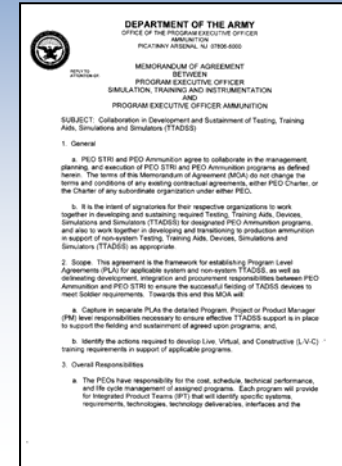 DEPARTMENT OF THE ARMY
OFFICE OF THE PROGRAM EXECUTIVE OFFICER
AMMUNITION
PICATINNY ARSENAL NJ 07806-5000
REPLY TO
ATTENTION OF:
MEMORANDUM OF AGREEMENT
BETWEEN
PROGRAM EXECUTIVE OFFICER
SIMULATION, TRAINING AND INSTRUMENTATION
AND
PROGRAM EXECUTIVE OFFICER AMMUNITION
SUBJECT: Collaboration in Development and Sustainment of Testing, Training
Aids, Simulations and Simulators (TTADSS)
1. General
a. PEO STRI and PEO Ammunition agree to collaborate in the management,
planning, and execution of PEO STRI and PEO Ammunition programs as defined
herein. The terms of this Memorandum of Agreement (MOA) do not change the
terms and conditions of any existing contractual agreements, either PEO Charter, or
the Charter of any subordinate organization under either PEO.
b. It is the intent of signatories for their respective organizations to work
together in developing and sustaining required Testing, Training Aids, Devices,
Simulations and Simulators (TTADSS) for designated PEO Ammunition programs,
and also to work together in developing and transitioning to production ammunition
in support of non-system Testing, Training Aids, Devices, Simulations and
Simulators (TTADSS) as appropriate.
2. Scope. This agreement is the framework for establishing Program Level
Agreements (PLA) for applicable system and non-system TTADSS, as well as
delineating development, integration and procurement responsibilities between PEO
Ammunition and PEO STRI to ensure the successful fielding of TADSS devices to
meet Soldier requirements. Towards this end this MOA will:
a. Capture in separate PLAs the detailed Program, Project or Product Manager
(PM) level responsibilities necessary to ensure effective TTADSS support is in place
to support the fielding and sustainment of agreed upon programs; and,
b. Identify the actions required to develop Live, Virtual, and Constructive (L-V-C)
training requirements in support of applicable programs.
3. Overall Responsibilities
a. The PEOs have responsibility for the cost, schedule, technical performance,
and life cycle management of assigned programs. Each program will provide
for Integrated Product Teams (IPT) that will identify specific systems,
requirements, technologies, technology deliverables, interfaces and the